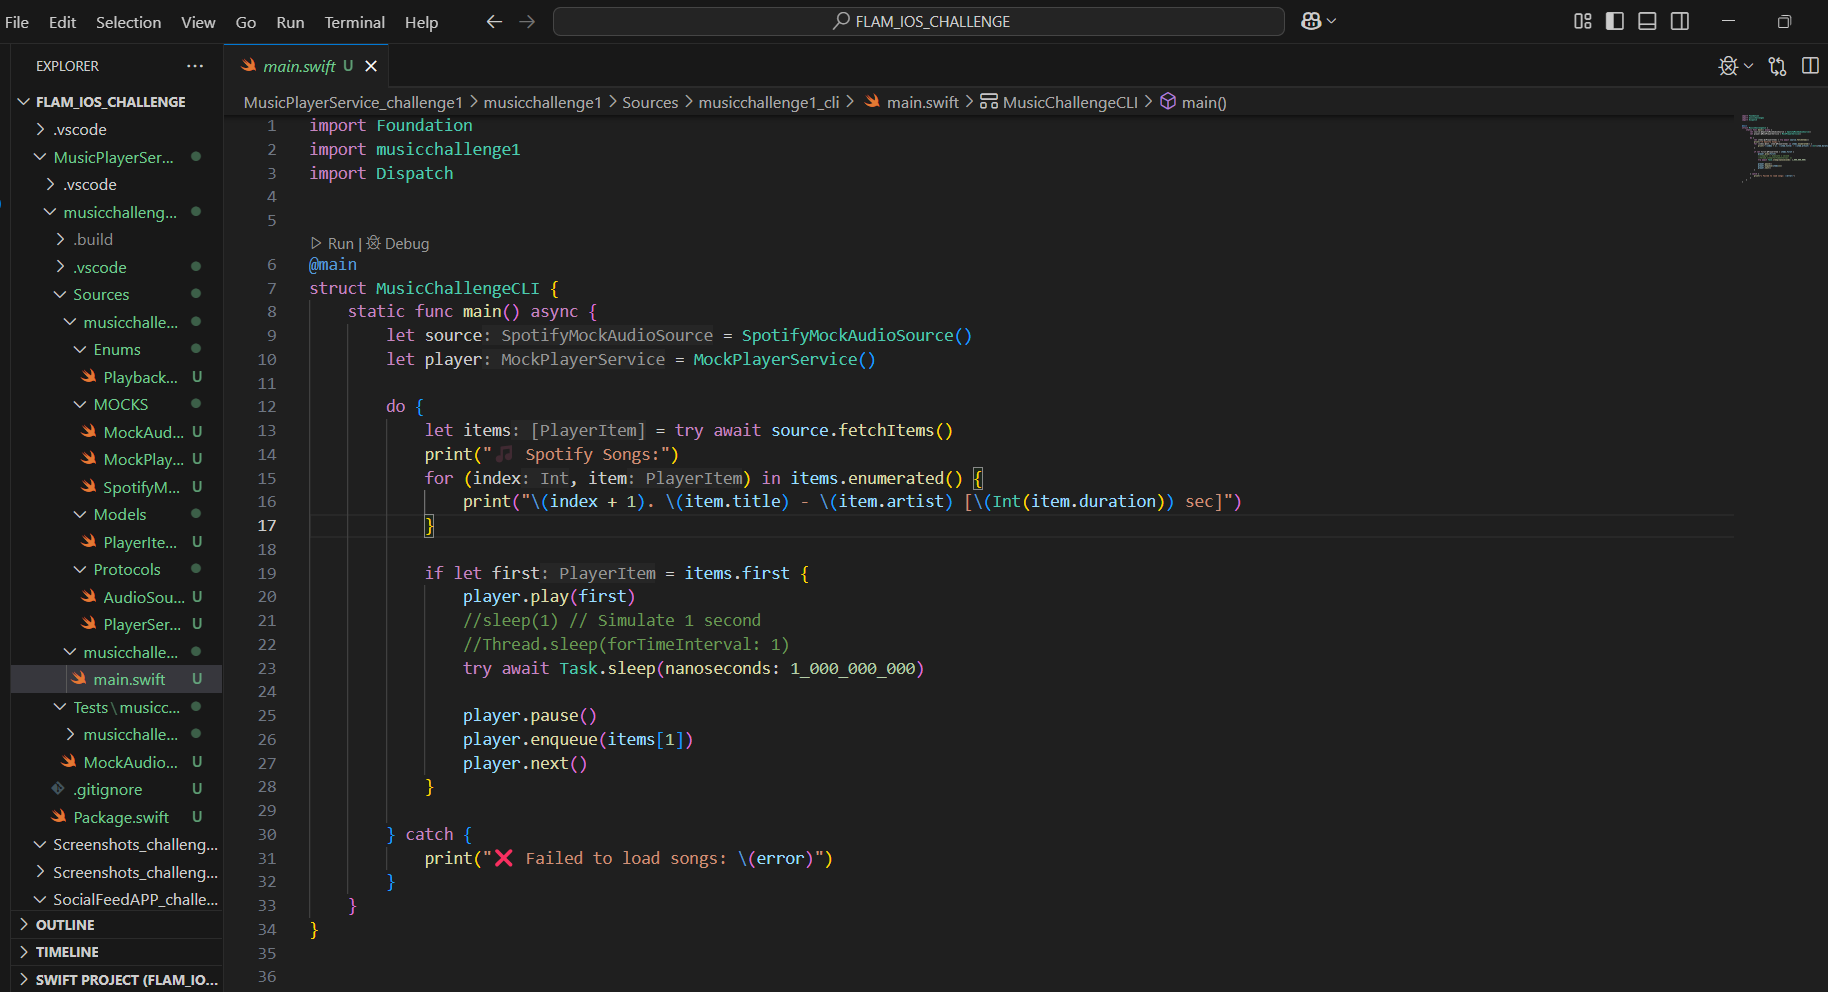 File Edit Selection View Go Run Terminal Help
FLAM_IOS_CHALLENGE
EXPLORER
FLAM_IOS_CHALLENGE
.vscode
MusicPlayerSer...
.vscode
musicchalleng...
.build
.vscode
Sources
musicchalle...
Enums
Playback... U
MOCKS
MockAud... U
MockPlay... U
SpotifyM... U
Models
PlayerIte... U
Protocols
AudioSou... U
PlayerSer... U
musicchalle...
main.swift U
Tests\musicc...
musicchalle...
MockAudio... U
.gitignore U
Package.swift U
Screenshots_challeng...
Screenshots_challeng...
SocialFeedAPP_challe...
OUTLINE
TIMELINE
SWIFT PROJECT (FLAM_IO...
main.swift U
MusicPlayerService_challenge1 > musicchallenge1 > Sources > musicchallenge1_cli > main.swift > MusicChallengeCLI > main()
1 import Foundation
2 import musicchallenge1
3 import Dispatch
4
5
Run | Debug
6 @main
7 struct MusicChallengeCLI {
8 static func main() async {
9 let source: SpotifyMockAudioSource = SpotifyMockAudioSource()
10 let player: MockPlayerService = MockPlayerService()
11
12 do {
13 let items: [PlayerItem] = try await source.fetchItems()
14 print("🎵 Spotify Songs:")
15 for (index: Int, item: PlayerItem) in items.enumerated() {
16 print("\(index + 1). \(item.title) - \(item.artist) [\(Int(item.duration)) sec]")
17 }
18
19 if let first: PlayerItem = items.first {
20 player.play(first)
21 //sleep(1) // Simulate 1 second
22 //Thread.sleep(forTimeInterval: 1)
23 try await Task.sleep(nanoseconds: 1_000_000_000)
24
25 player.pause()
26 player.enqueue(items[1])
27 player.next()
28 }
29
30 } catch {
31 print("❌ Failed to load songs: \(error)")
32 }
33 }
34 }
35
36